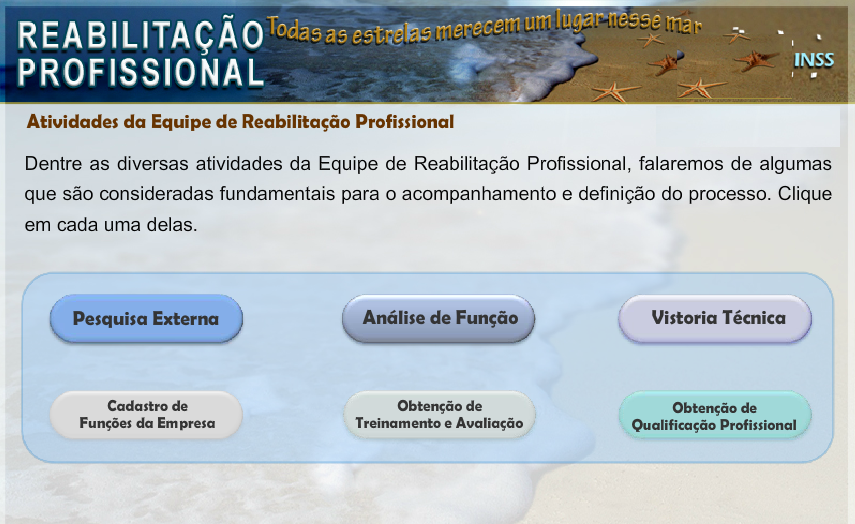 REABILITAÇÃO
PROFISSIONAL
Todas as estrelas merecem um lugar nesse mar
INSS
Atividades da Equipe de Reabilitação Profissional
Dentre as diversas atividades da Equipe de Reabilitação Profissional, falaremos de algumas
que são consideradas fundamentais para o acompanhamento e definição do processo. Clique
em cada uma delas.
Pesquisa Externa
Análise de Função
Vistoria Técnica
Cadastro de
Funções da Empresa
Obtenção de
Treinamento e Avaliação
Obtenção de
Qualificação Profissional